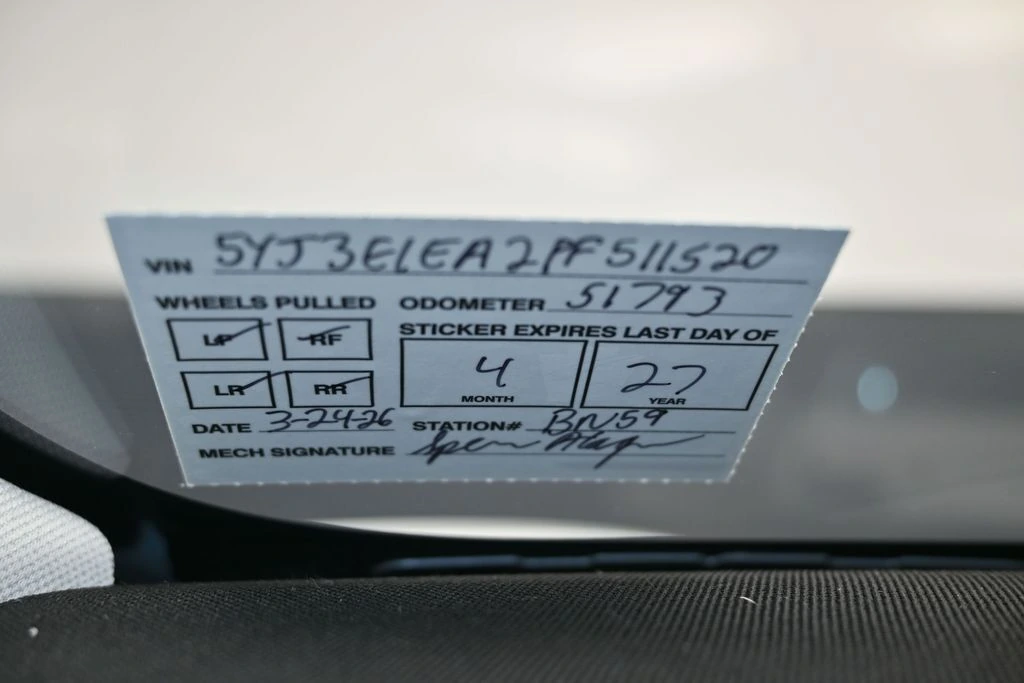 VIN 5YJ3E1EA2PF511520
WHEELS PULLED ODOMETER 51793
LF RF STICKER EXPIRES LAST DAY OF
4 27
LR RR MONTH YEAR
DATE 3-24-26 STATION# BN59
MECH SIGNATURE